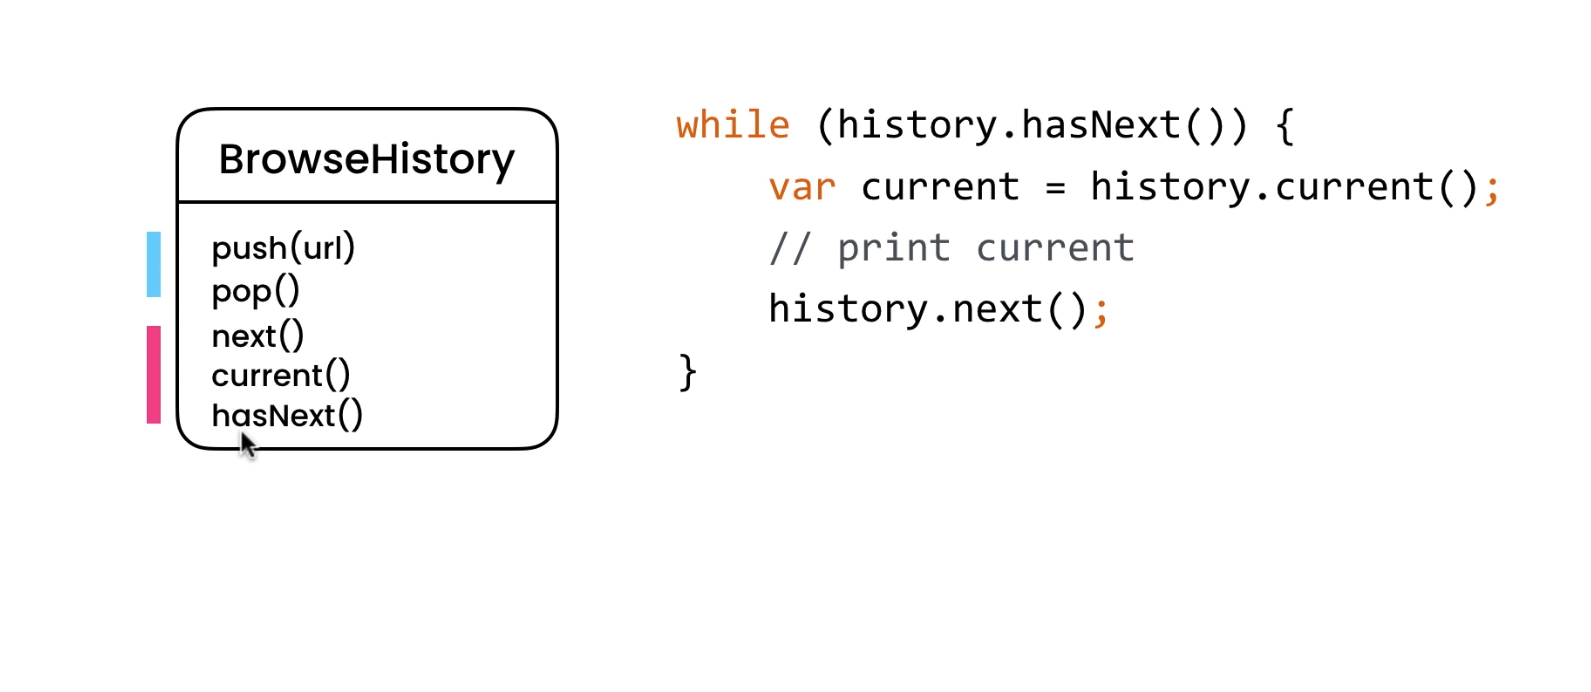 BrowseHistory
push(url)
pop()
next()
current()
hasNext()
while (history.hasNext()) {
    var current = history.current();
    // print current
    history.next();
}